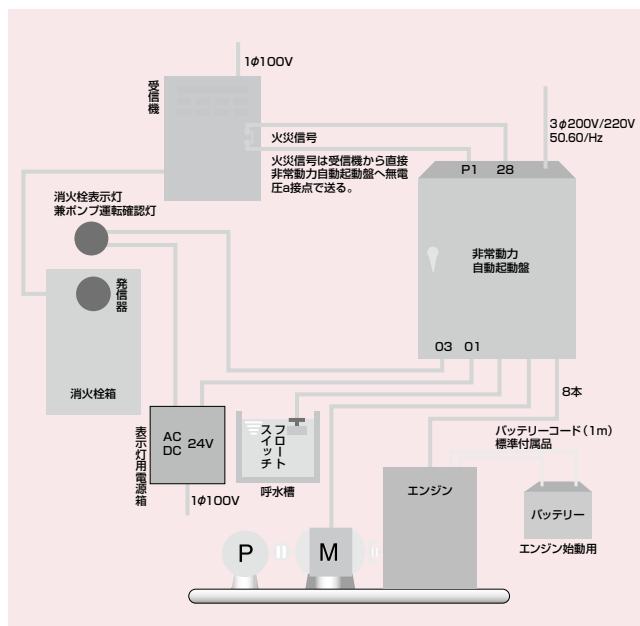 1φ100V
受信機
火災信号
火災信号は受信機から直接
非常動力自動起動盤へ無電
圧a接点で送る。
3φ200V/220V
50.60/Hz
P1 28
消火栓表示灯
兼ポンプ運転確認灯
非常動力
自動起動盤
発信器
消火栓箱
03 01
8本
表示灯用電源箱
AC
DC
24V
1φ100V
フロート
スイッチ
呼水槽
バッテリーコード（1m）
標準付属品
エンジン
バッテリー
エンジン始動用
P
M